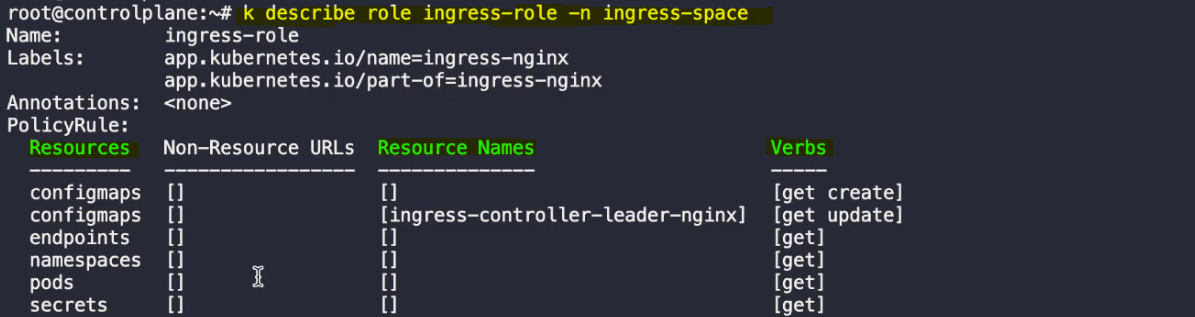 root@controlplane:~# k describe role ingress-role -n ingress-space
Name:         ingress-role
Labels:       app.kubernetes.io/name=ingress-nginx
              app.kubernetes.io/part-of=ingress-nginx
Annotations:  <none>
PolicyRule:
  Resources   Non-Resource URLs  Resource Names                     Verbs
  ---------   -----------------  --------------                     -----
  configmaps  []                 []                                 [get create]
  configmaps  []                 [ingress-controller-leader-nginx]  [get update]
  endpoints   []                 []                                 [get]
  namespaces  []                 []                                 [get]
  pods        []                 []                                 [get]
  secrets     []                 []                                 [get]